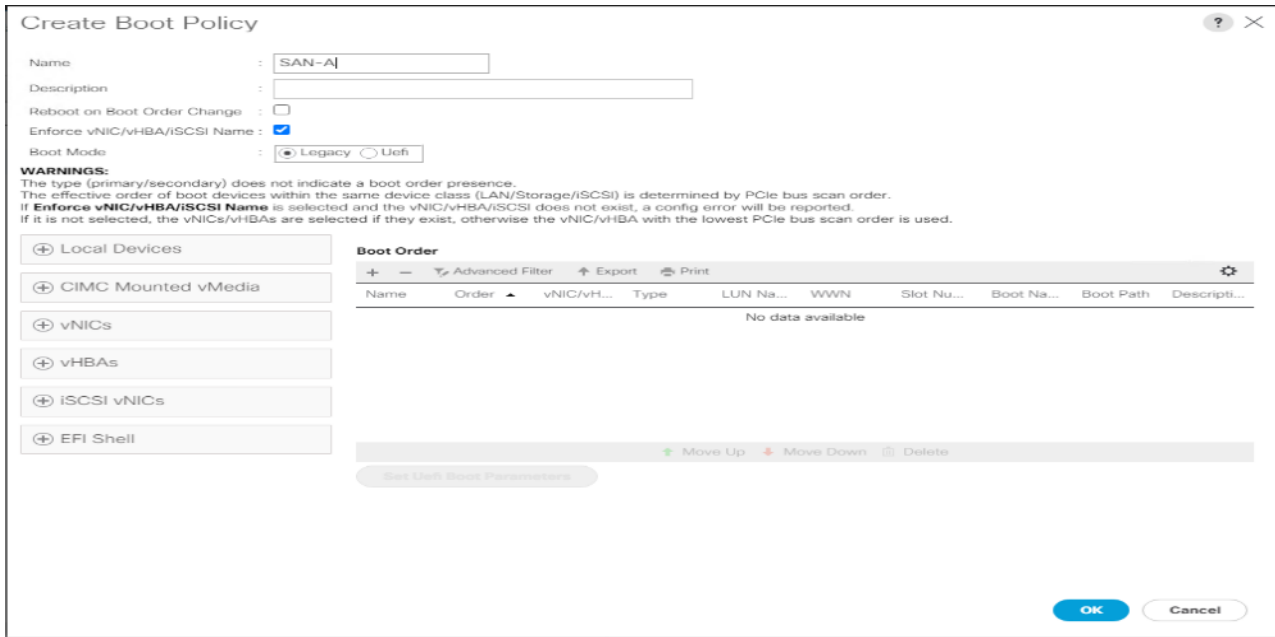 Create Boot Policy
?
Name : SAN-A
Description :
Reboot on Boot Order Change :
Enforce vNIC/vHBA/iSCSI Name :
Boot Mode : Legacy Uefi
WARNINGS:
The type (primary/secondary) does not indicate a boot order presence.
The effective order of boot devices within the same device class (LAN/Storage/iSCSI) is determined by PCIe bus scan order.
If Enforce vNIC/vHBA/iSCSI Name is selected and the vNIC/vHBA/iSCSI does not exist, a config error will be reported.
If it is not selected, the vNICs/vHBAs are selected if they exist, otherwise the vNIC/vHBA with the lowest PCIe bus scan order is used.
Local Devices
CIMC Mounted vMedia
vNICs
vHBAs
iSCSI vNICs
EFI Shell
Boot Order
+ − Advanced Filter Export Print
Name Order vNIC/vH... Type LUN Na... WWN Slot Nu... Boot Na... Boot Path Descripti...
No data available
Move Up Move Down Delete
Set Uefi Boot Parameters
OK Cancel